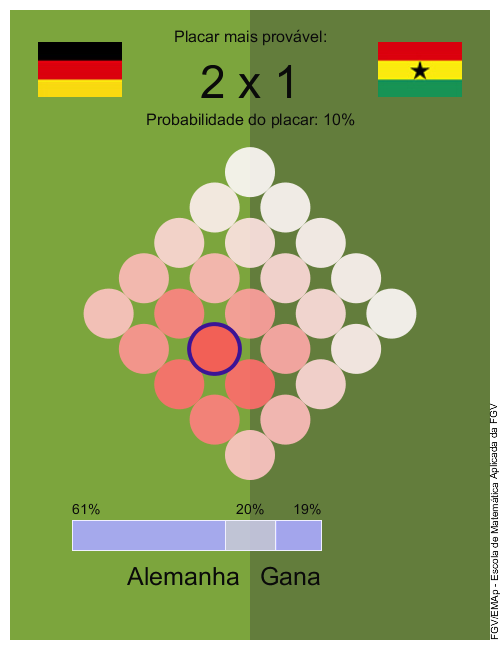 Placar mais provável:
2 x 1
Probabilidade do placar: 10%
61%
20%
19%
Alemanha
Gana
FGV/EMAp - Escola de Matemática Aplicada da FGV